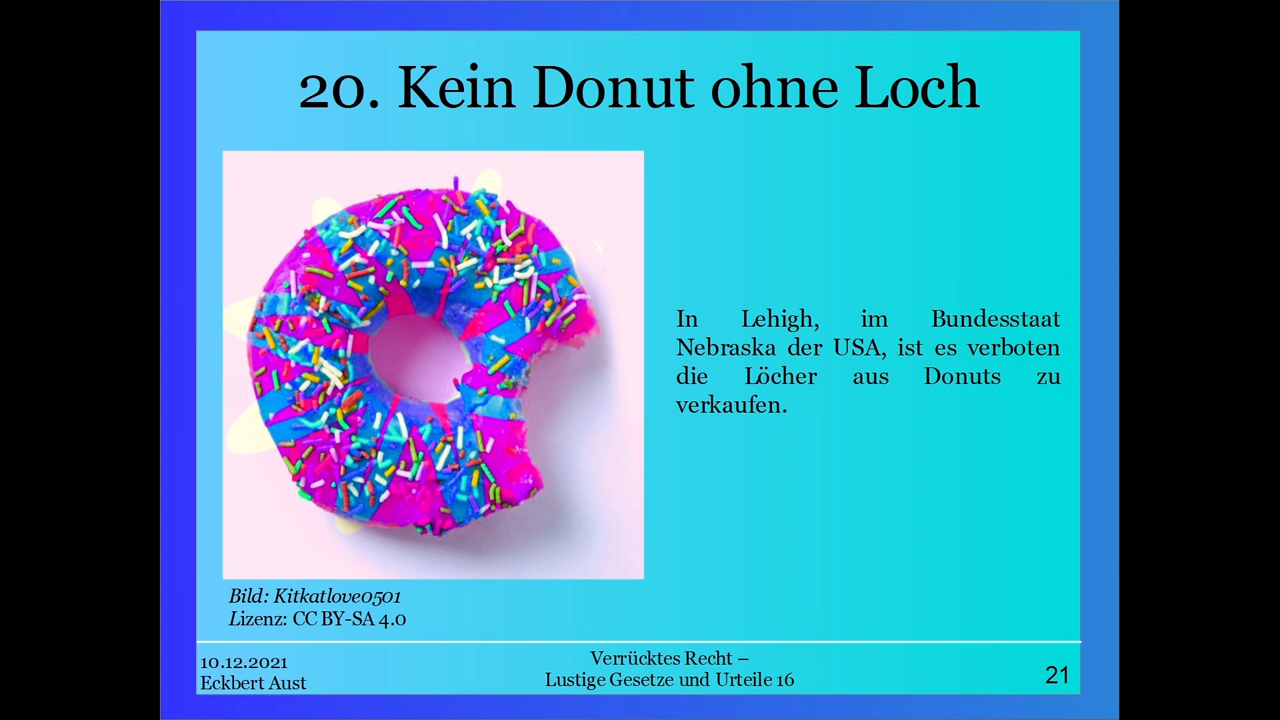 20. Kein Donut ohne Loch
In Lehigh, im Bundesstaat
Nebraska der USA, ist es verboten
die Löcher aus Donuts zu
verkaufen.
Bild: Kitkatlove0501
Lizenz: CC BY-SA 4.0
10.12.2021
Eckbert Aust
Verrücktes Recht –
Lustige Gesetze und Urteile 16
21